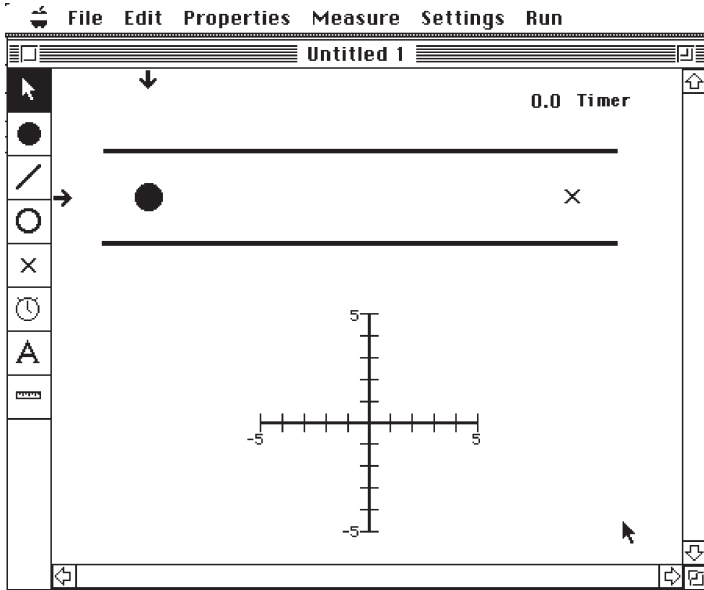 File Edit Properties Measure Settings Run
Untitled 1
0.0 Timer
A
5
-5 5
-5